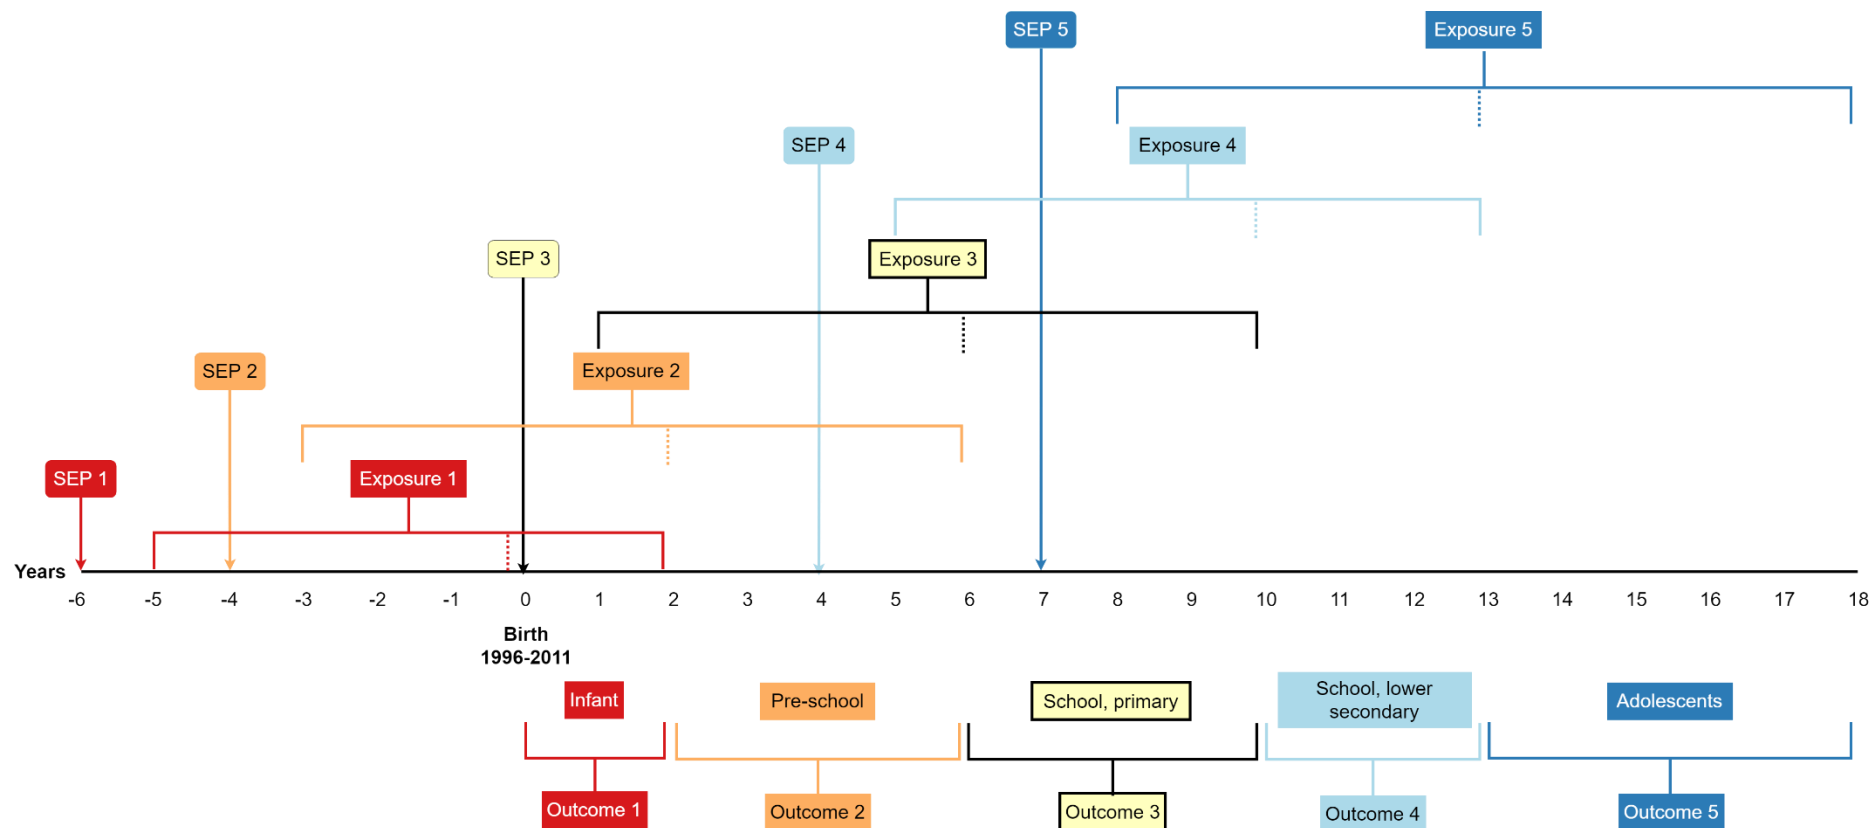 SEP 5
Exposure 5
SEP 4
Exposure 4
SEP 3
Exposure 3
SEP 2
Exposure 2
SEP 1
Exposure 1
Years
-6 -5 -4 -3 -2 -1 0 1 2 3 4 5 6 7 8 9 10 11 12 13 14 15 16 17 18
Birth
1996-2011
Infant
Pre-school
School, primary
School, lower
secondary
Adolescents
Outcome 1
Outcome 2
Outcome 3
Outcome 4
Outcome 5